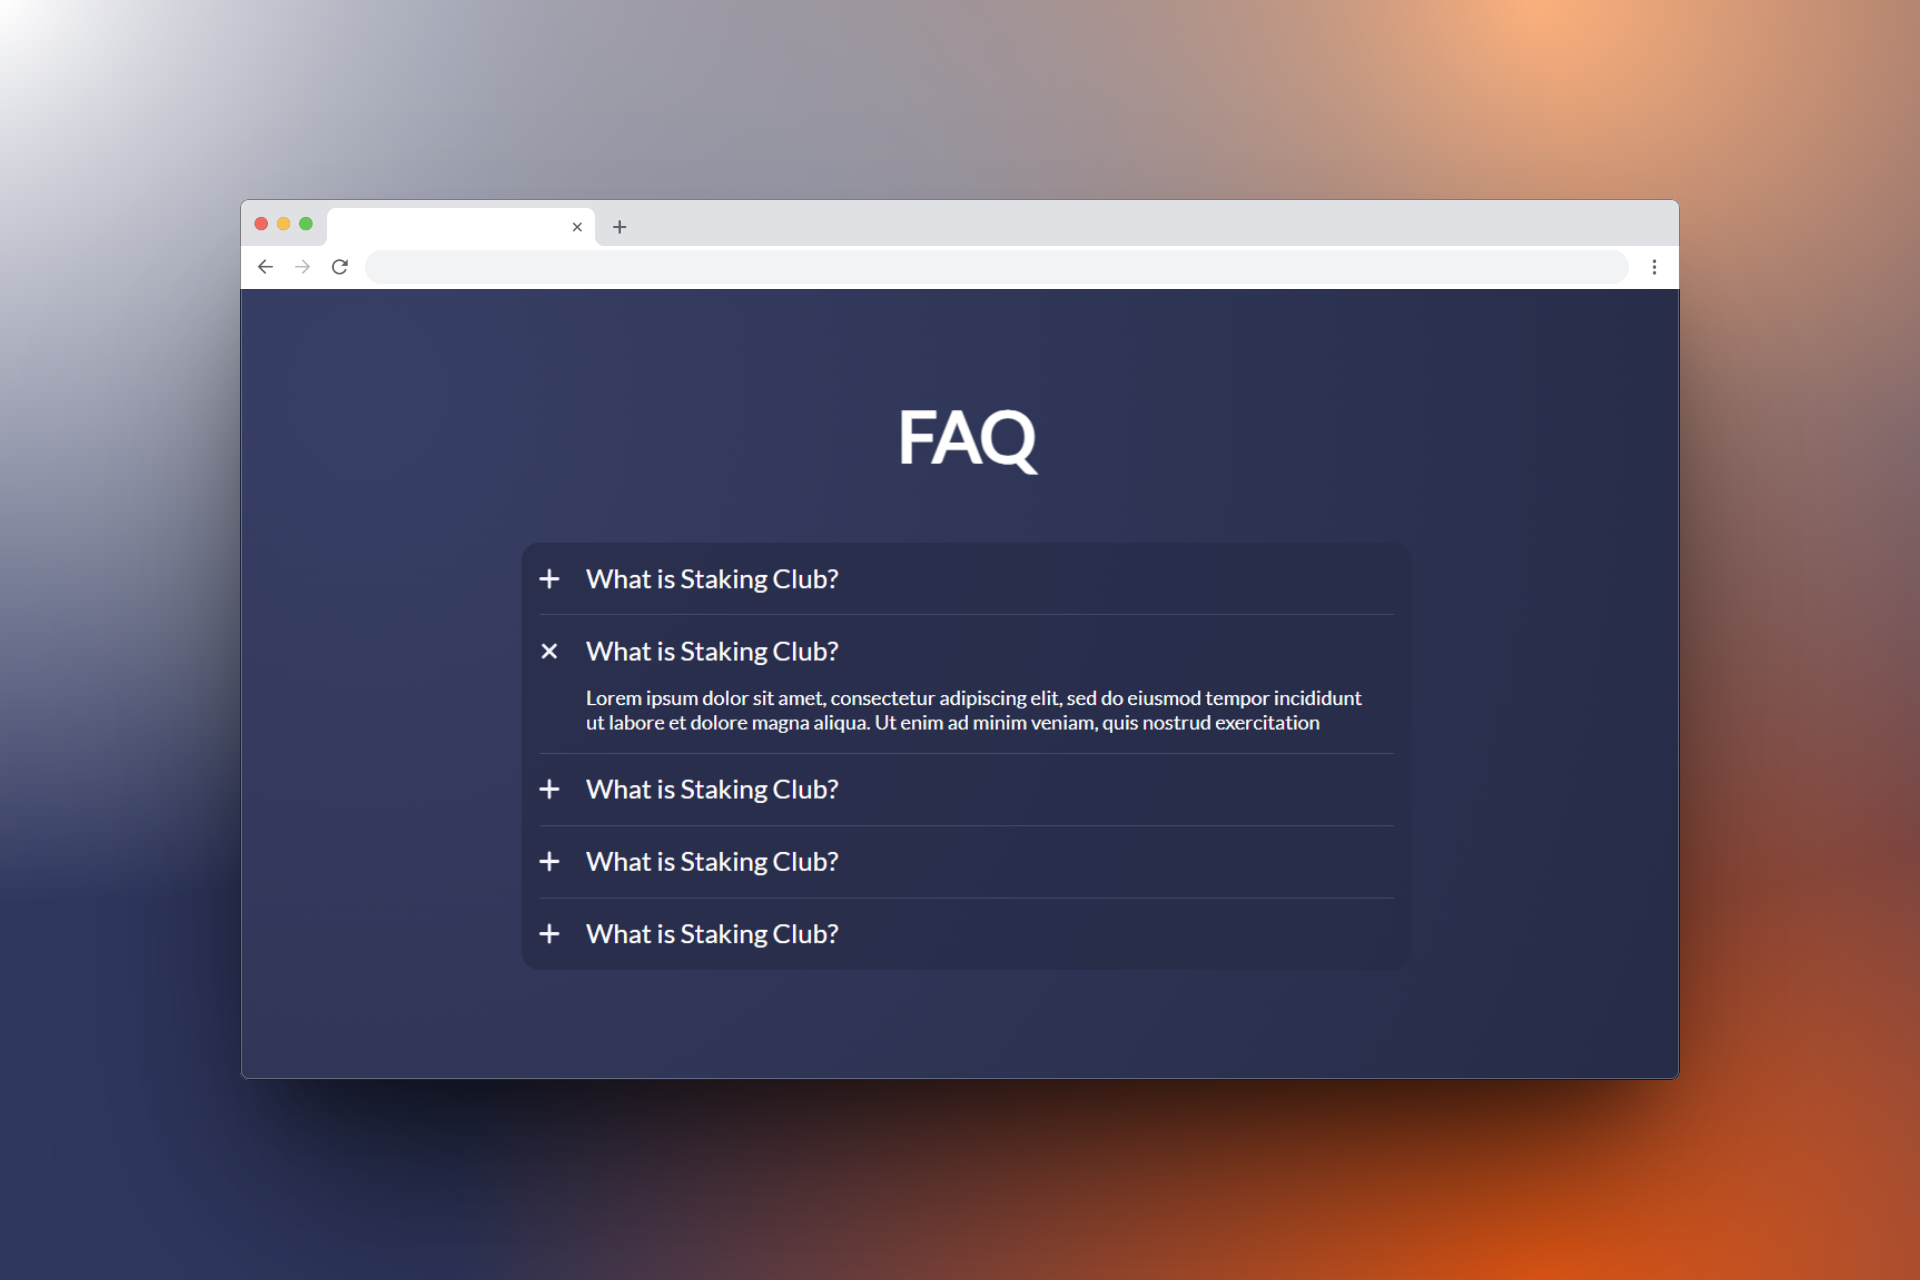 FAQ
What is Staking Club?
What is Staking Club?
Lorem ipsum dolor sit amet, consectetur adipiscing elit, sed do eiusmod tempor incididunt
ut labore et dolore magna aliqua. Ut enim ad minim veniam, quis nostrud exercitation
What is Staking Club?
What is Staking Club?
What is Staking Club?